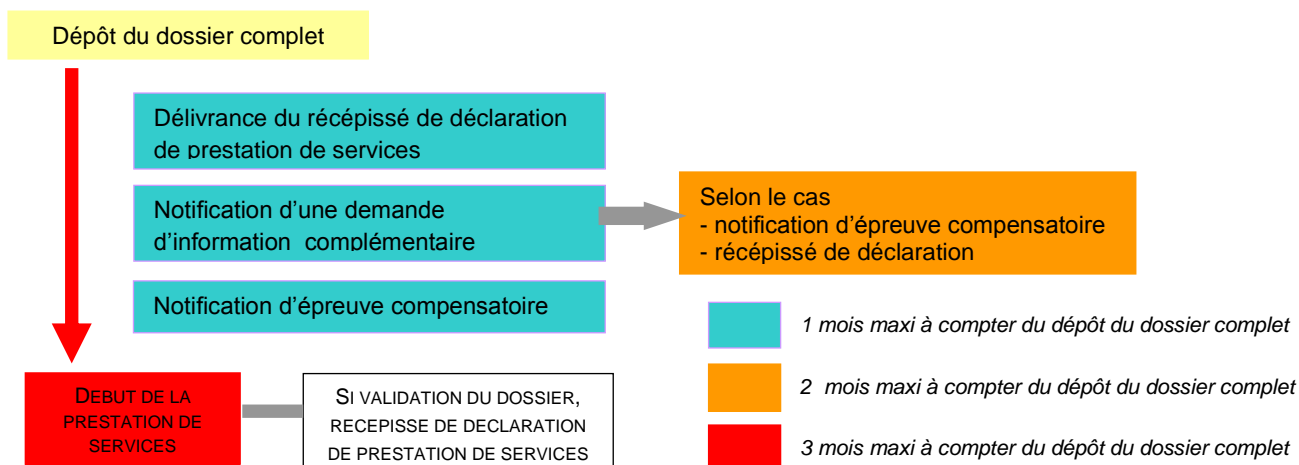 Dépôt du dossier complet
Délivrance du récépissé de déclaration
de prestation de services
Notification d’une demande
d’information complémentaire
Selon le cas
- notification d’épreuve compensatoire
- récépissé de déclaration
Notification d’épreuve compensatoire
1 mois maxi à compter du dépôt du dossier complet
2 mois maxi à compter du dépôt du dossier complet
3 mois maxi à compter du dépôt du dossier complet
DEBUT DE LA
PRESTATION DE
SERVICES
SI VALIDATION DU DOSSIER,
RECEPISSE DE DECLARATION
DE PRESTATION DE SERVICES